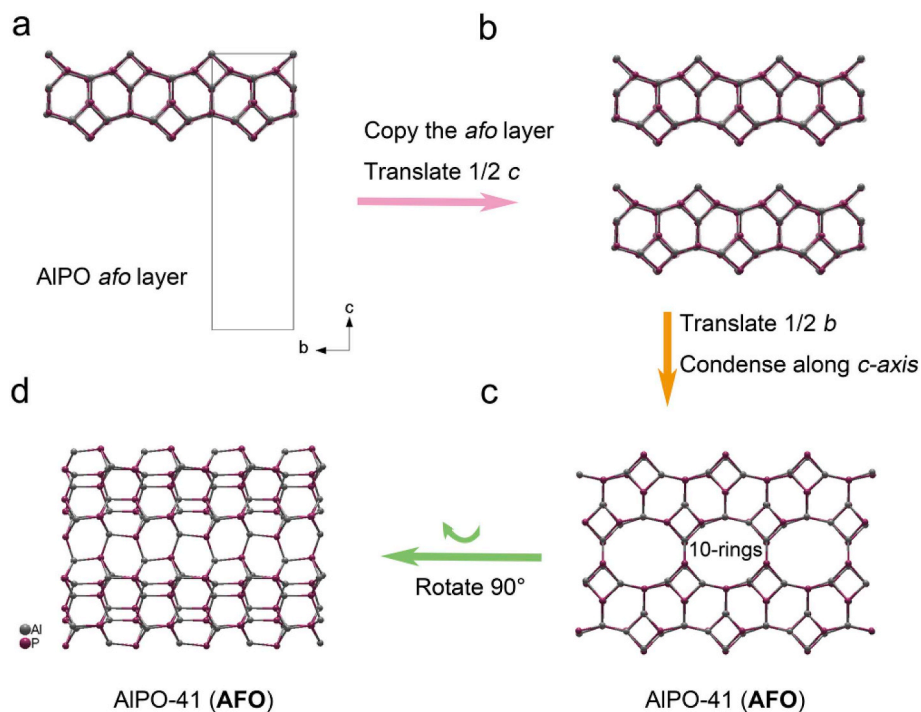 a
AlPO afo layer
c
b
Copy the afo layer
Translate 1/2 c
b
Translate 1/2 b
Condense along c-axis
c
10-rings
AlPO-41 (AFO)
Rotate 90°
d
Al
P
AlPO-41 (AFO)